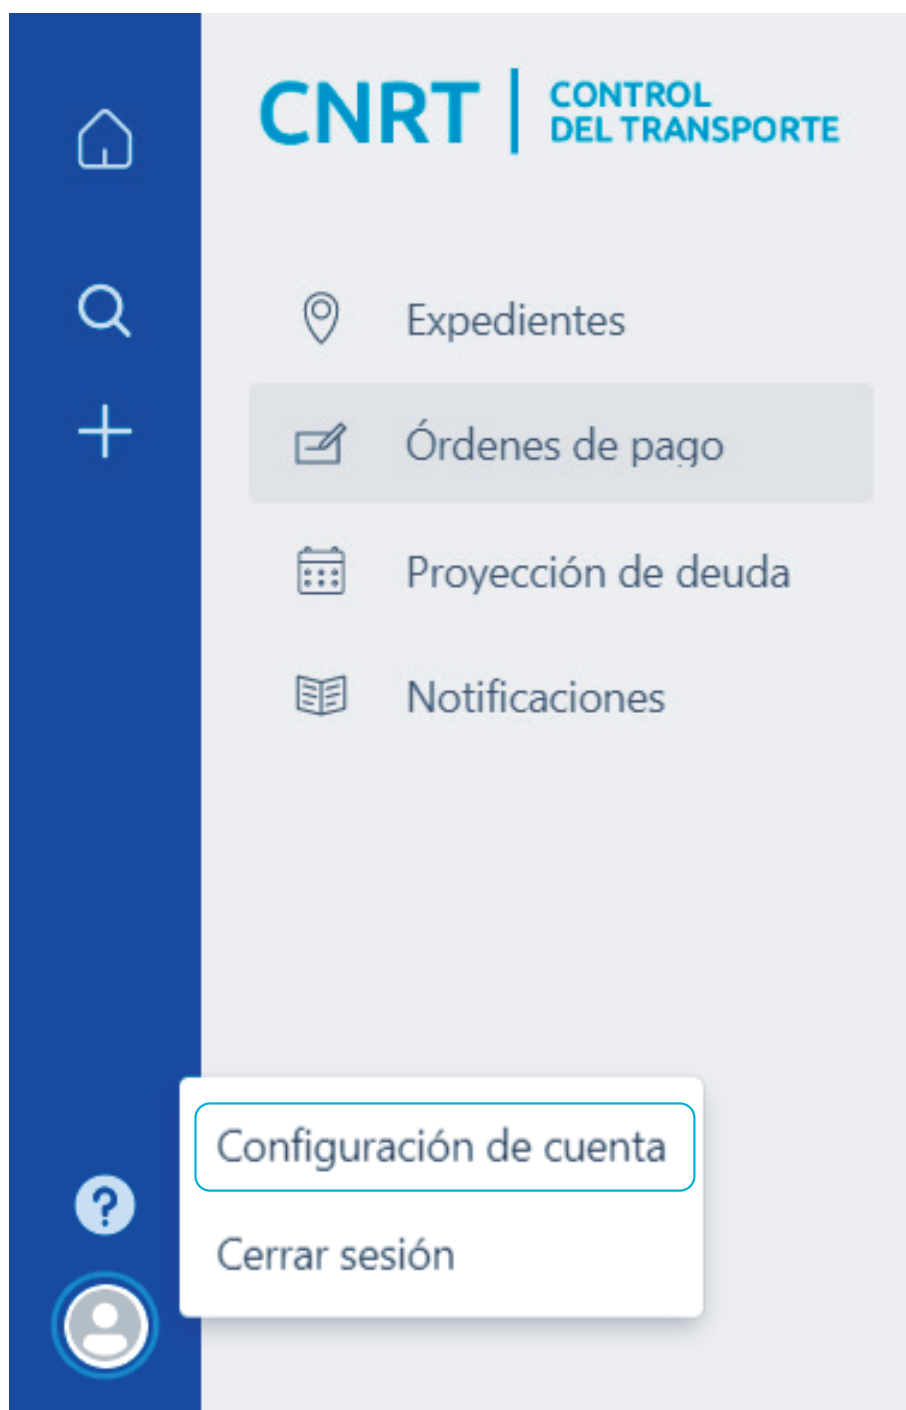 CNRT
CONTROL
DEL TRANSPORTE
Expedientes
Órdenes de pago
Proyección de deuda
Notificaciones
Configuración de cuenta
?
Cerrar sesión